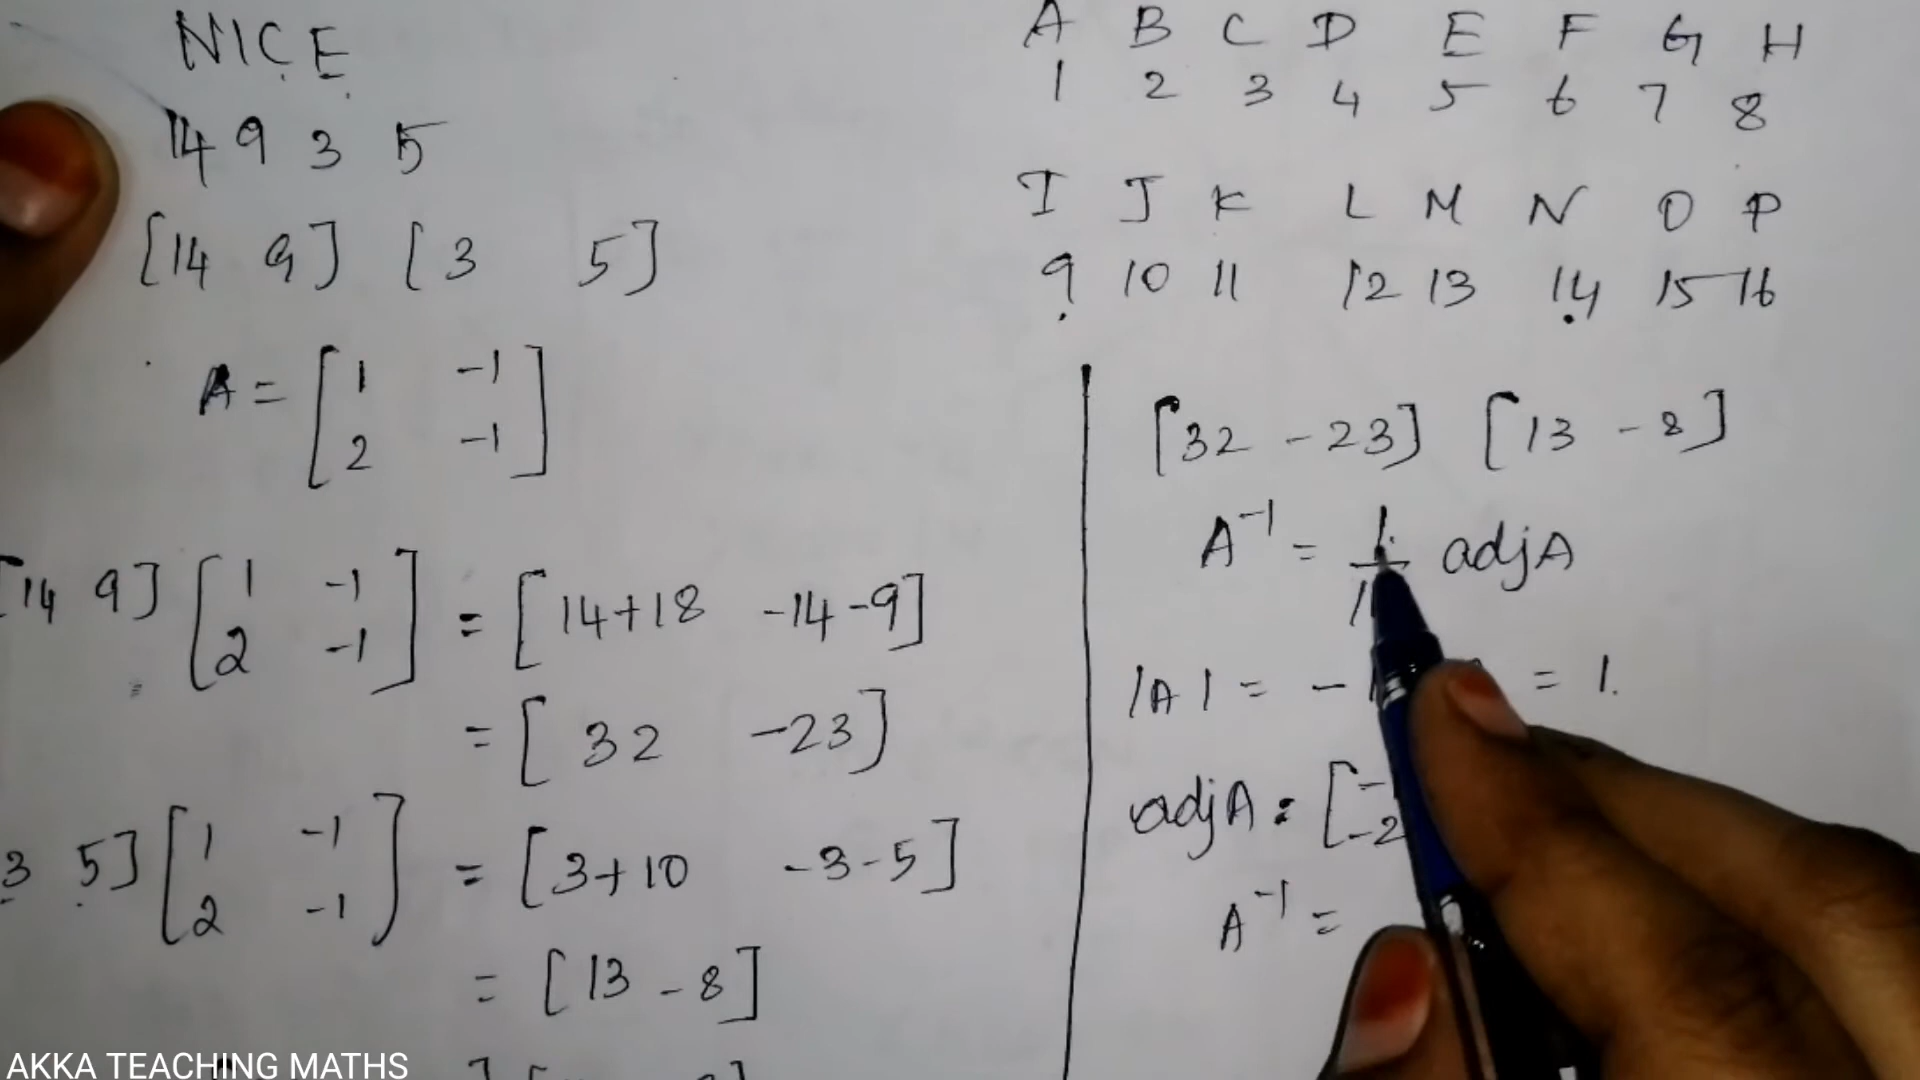 NICE
14 9 3 5
[14 9] [3 5]
A = [1 -1
2 -1]
[14 9] [1 -1
2 -1] = [14+18 -14-9]
= [32 -23]
3 5] [1 -1
2 -1] = [3+10 -3-5]
= [13 -8]
A B C D E F G H
1 2 3 4 5 6 7 8
I J K L M N O P
9 10 11 12 13 14 15 16
[32 -23] [13 -8]
A⁻¹ = 1/| adjA
|A| = - = 1.
adjA = [-1
-2
A⁻¹ =
AKKA TEACHING MATHS